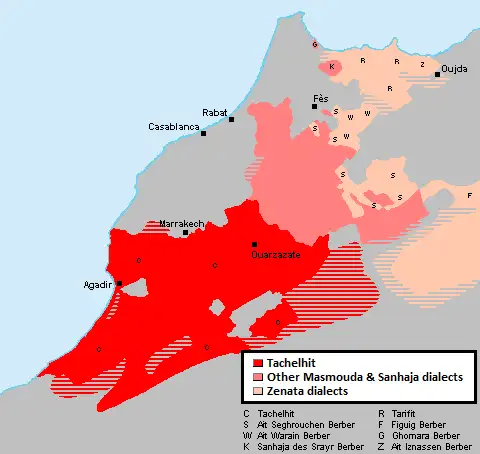 G
K
R
R
Z
Oujda
R
Fès
S
W
W
Rabat
Casablanca
S
S
W
S
S
S
S
F
Marrakech
Ouarzazate
C
C
Agadir
C
C
C
Tachelhit
Other Masmouda & Sanhaja dialects
Zenata dialects
C Tachelhit
R Tarifit
S Ait Seghrouchen Berber
F Figuig Berber
W Ait Warain Berber
G Ghomara Berber
K Sanhaja des Srayr Berber
Z Ait Iznassen Berber